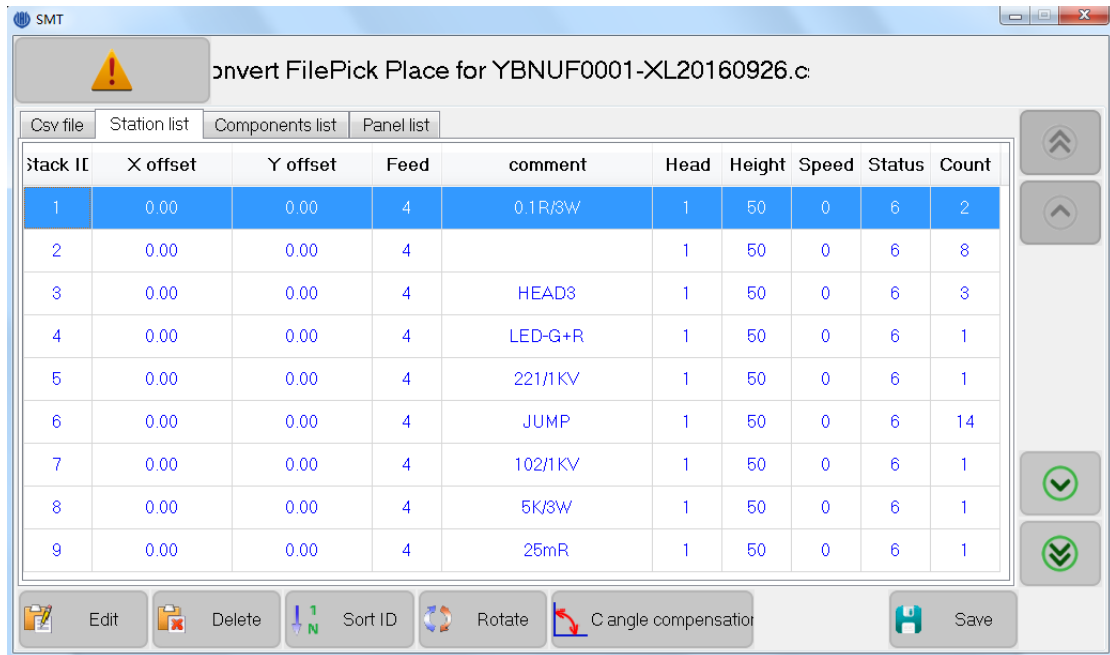 SMT
onvert FilePick Place for YBNUF0001-XL20160926.c
Csv file Station list Components list Panel list
Stack ID X offset Y offset Feed comment Head Height Speed Status Count
1 0.00 0.00 4 0.1R/3W 1 50 0 6 2
2 0.00 0.00 4 1 50 0 6 8
3 0.00 0.00 4 HEAD3 1 50 0 6 3
4 0.00 0.00 4 LED-G+R 1 50 0 6 1
5 0.00 0.00 4 221/1KV 1 50 0 6 1
6 0.00 0.00 4 JUMP 1 50 0 6 14
7 0.00 0.00 4 102/1KV 1 50 0 6 1
8 0.00 0.00 4 5K/3W 1 50 0 6 1
9 0.00 0.00 4 25mR 1 50 0 6 1
Edit Delete 1 N Sort ID Rotate C angle compensation Save